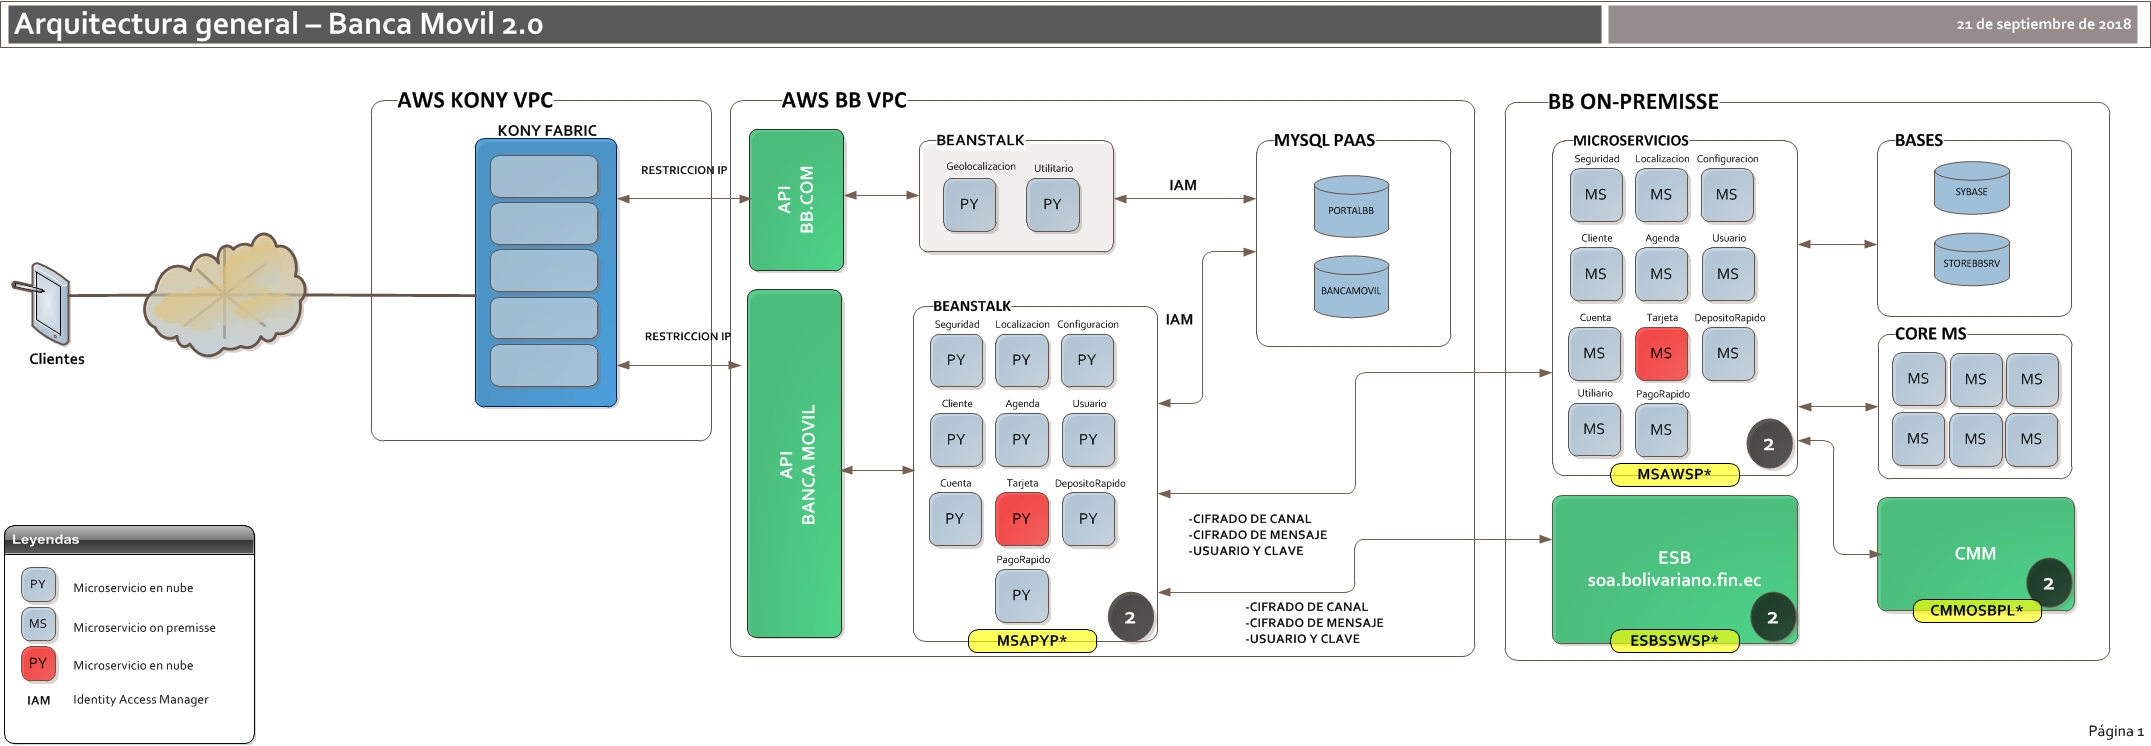 Arquitectura general – Banca Movil 2.0
21 de septiembre de 2018
Clientes
AWS KONY VPC
KONY FABRIC
RESTRICCION IP
RESTRICCION IP
AWS BB VPC
API
BB.COM
API
BANCA MOVIL
BEANSTALK
Geolocalizacion
Utilitario
PY
PY
IAM
MYSQL PAAS
PORTALBB
BANCAMOVIL
IAM
BEANSTALK
Seguridad
Localizacion
Configuracion
PY
PY
PY
Cliente
Agenda
Usuario
PY
PY
PY
Cuenta
Tarjeta
DepositoRapido
PY
PY
PY
PagoRapido
PY
2
MSAPYP*
-CIFRADO DE CANAL
-CIFRADO DE MENSAJE
-USUARIO Y CLAVE
-CIFRADO DE CANAL
-CIFRADO DE MENSAJE
-USUARIO Y CLAVE
BB ON-PREMISSE
MICROSERVICIOS
Seguridad
Localizacion
Configuracion
MS
MS
MS
Cliente
Agenda
Usuario
MS
MS
MS
Cuenta
Tarjeta
DepositoRapido
MS
MS
MS
Utiliario
PagoRapido
MS
MS
2
MSAWSP*
ESB
soa.bolivariano.fin.ec
2
ESBSSWSP*
BASES
SYBASE
STOREBBSRV
CORE MS
MS
MS
MS
MS
MS
MS
CMM
2
CMMOSBPL*
Leyendas
PY
Microservicio en nube
MS
Microservicio on premisse
PY
Microservicio en nube
IAM
Identity Access Manager
Página 1